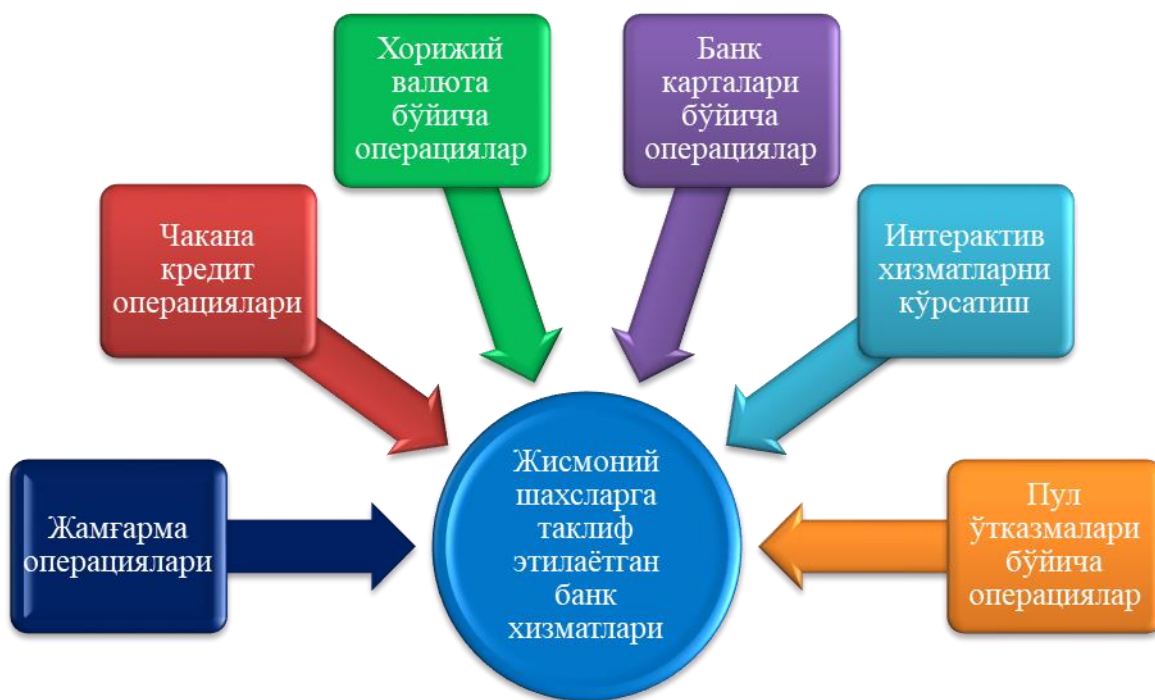 Хорижий
валюта
бўйича
операциялар
Банк
карталари
бўйича
операциялар
Чакана
кредит
операциялари
Интерактив
хизматларни
кўрсатиш
Жамғарма
операциялари
Жисмоний
шахсларга
таклиф
этилаётган
банк
хизматлари
Пул
ўтказмалари
бўйича
операциялар